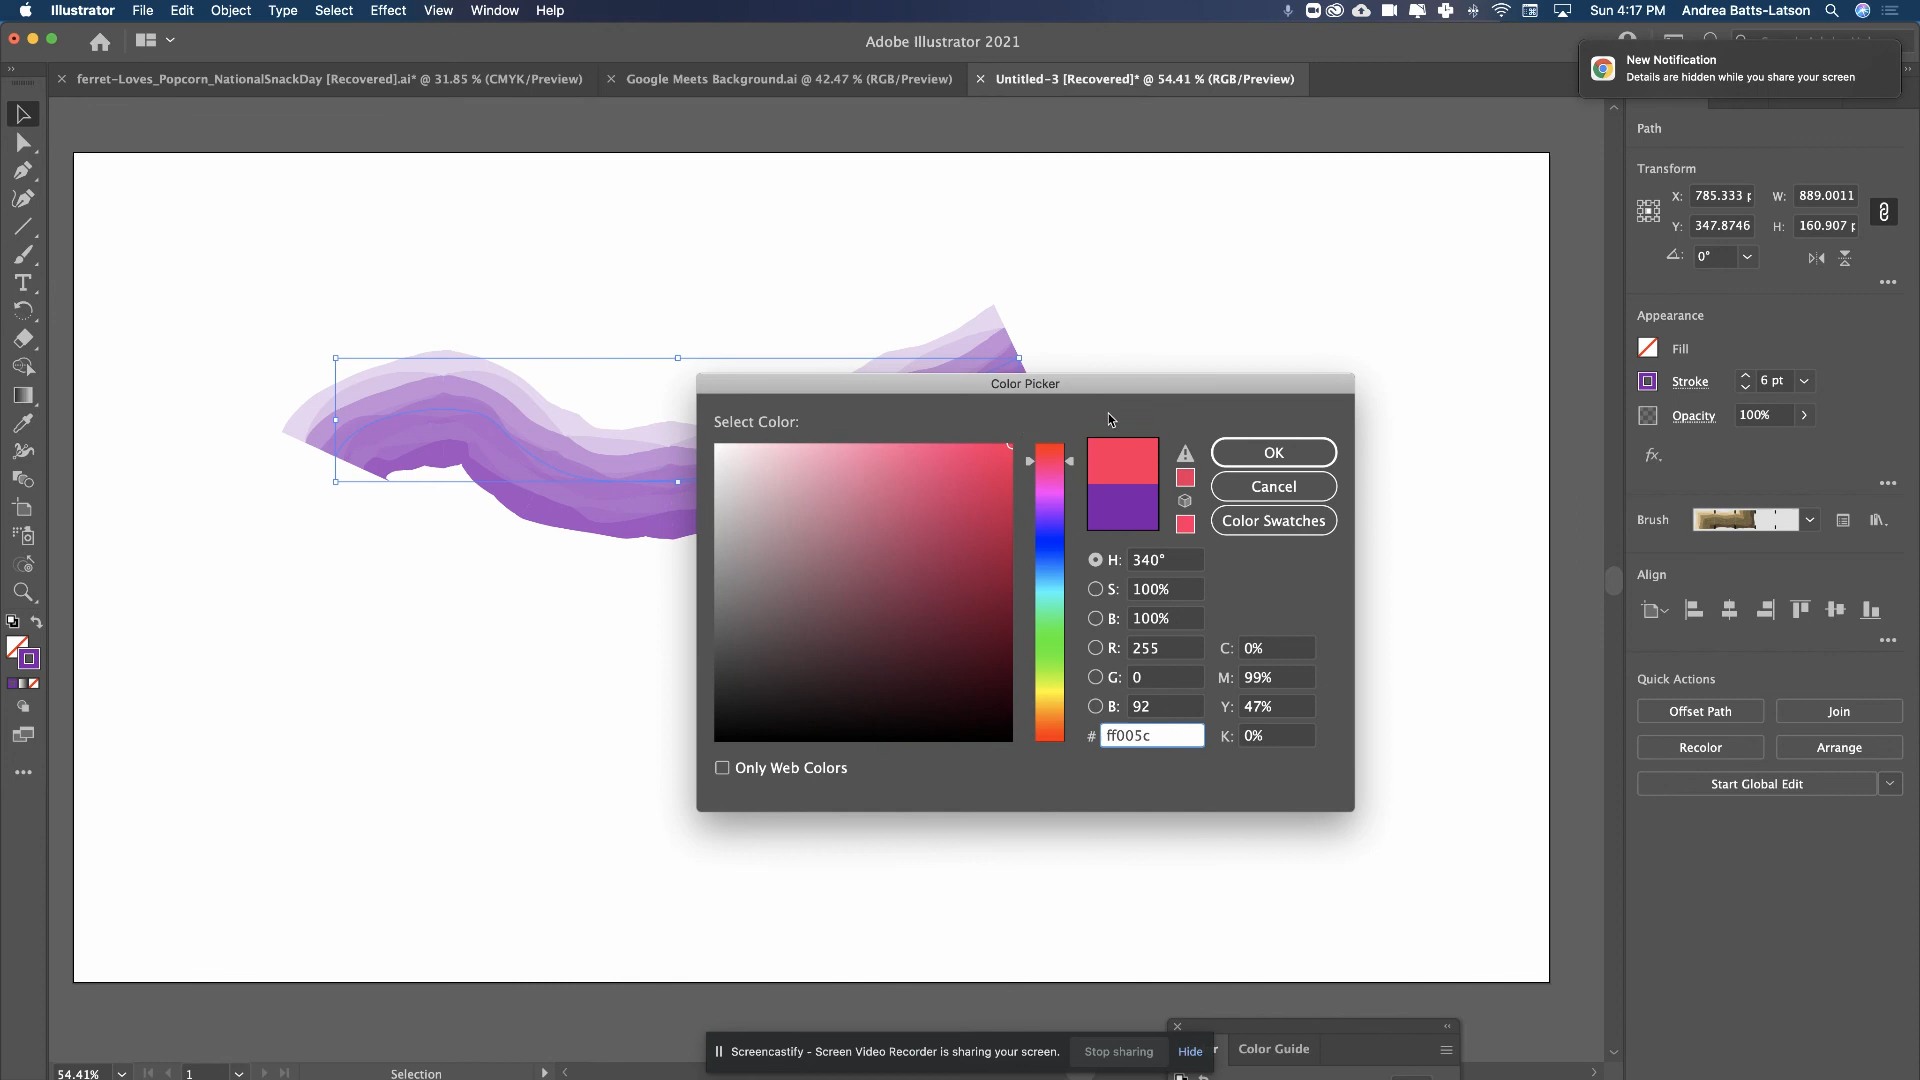 Illustrator File Edit Object Type Select Effect View Window Help Sun 4:17 PM Andrea Batts-Latson
Adobe Illustrator 2021
ferret-Loves_Popcorn_NationalSnackDay [Recovered].ai* @ 31.85 % (CMYK/Preview)
Google Meets Background.ai @ 42.47 % (RGB/Preview)
Untitled-3 [Recovered]* @ 54.41 % (RGB/Preview)
New Notification
Details are hidden while you share your screen
Path
Transform
X: 785.333 p W: 889.0011
Y: 347.8746 H: 160.907 p
0°
Appearance
Fill
Stroke 6 pt
Opacity 100%
fx.
Brush
Align
Quick Actions
Offset Path Join
Recolor Arrange
Start Global Edit
Color Picker
Select Color:
OK
Cancel
Color Swatches
H: 340°
S: 100%
B: 100%
R: 255 C: 0%
G: 0 M: 99%
B: 92 Y: 47%
# ff005c K: 0%
Only Web Colors
Screencastify - Screen Video Recorder is sharing your screen. Stop sharing Hide
Color Guide
54.41% 1 Selection